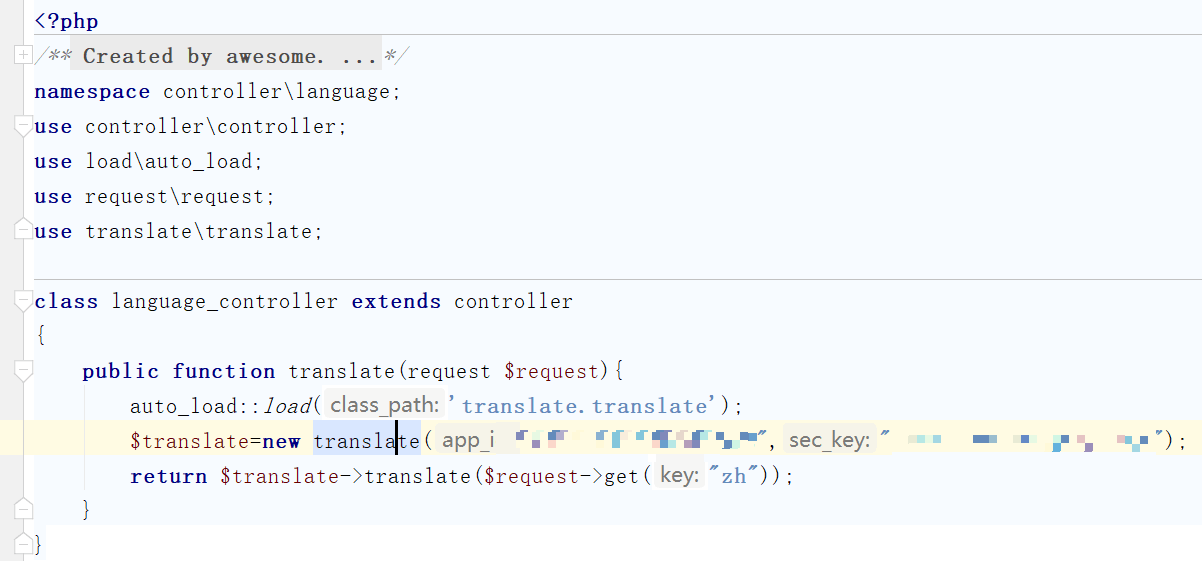 <?php
/** Created by awesome. ...*/
namespace controller\language;
use controller\controller;
use load\auto_load;
use request\request;
use translate\translate;
class language_controller extends controller
{
public function translate(request $request){
auto_load::load( class_path: 'translate.translate');
$translate=new translate( app_i ", sec_key: " ");
return $translate->translate($request->get( key: "zh"));
}
}